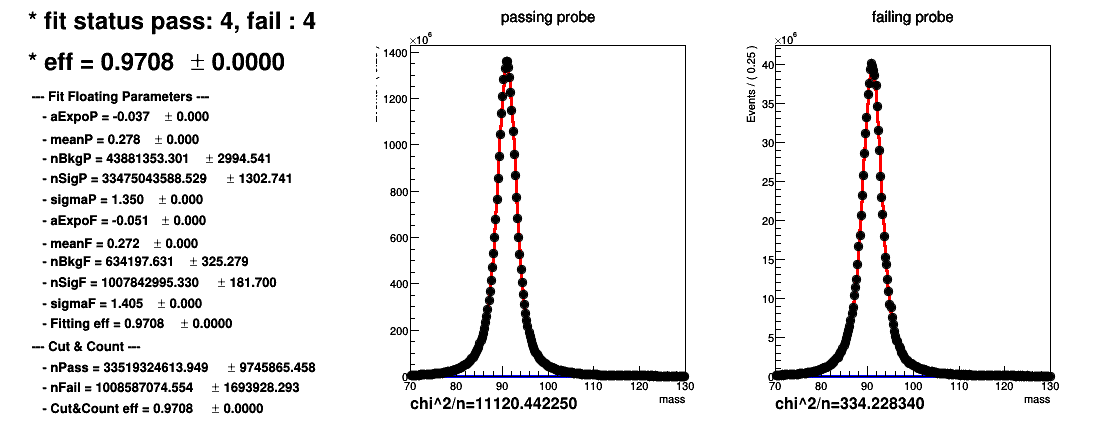 * fit status pass: 4, fail : 4
* eff = 0.9708 ± 0.0000
--- Fit Floating Parameters ---
- aExpoP = -0.037 ± 0.000
- meanP = 0.278 ± 0.000
- nBkgP = 43881353.301 ± 2994.541
- nSigP = 33475043588.529 ± 1302.741
- sigmaP = 1.350 ± 0.000
- aExpoF = -0.051 ± 0.000
- meanF = 0.272 ± 0.000
- nBkgF = 634197.631 ± 325.279
- nSigF = 1007842995.330 ± 181.700
- sigmaF = 1.405 ± 0.000
- Fitting eff = 0.9708 ± 0.0000
--- Cut & Count ---
- nPass = 33519324613.949 ± 9745865.458
- nFail = 1008587074.554 ± 1693928.293
- Cut&Count eff = 0.9708 ± 0.0000
passing probe
×10^6
1400
1200
1000
800
600
400
200
0
70 80 90 100 110 120 130
mass
chi^2/n=11120.442250
failing probe
×10^6
Events / ( 0.25 )
40
35
30
25
20
15
10
5
0
70 80 90 100 110 120 130
mass
chi^2/n=334.228340